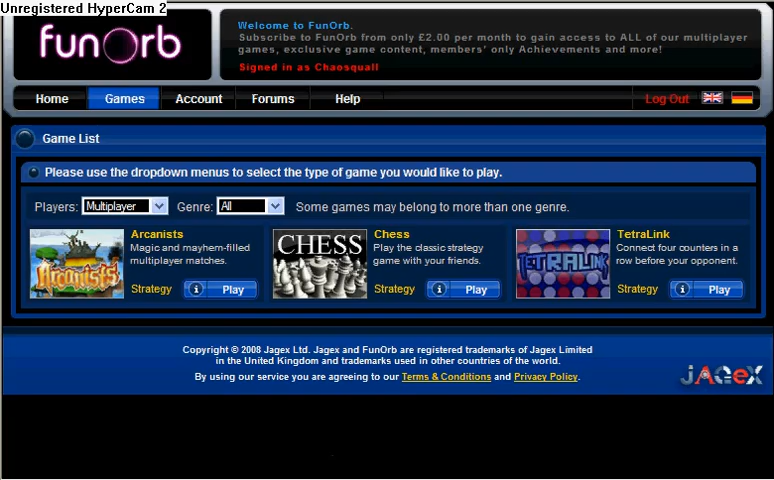 Unregistered HyperCam 2
funorb
Welcome to FunOrb.
Subscribe to FunOrb from only £2.00 per month to gain access to ALL of our multiplayer
games, exclusive game content, members' only Achievements and more!
Signed in as Chaosquall
Home Games Account Forums Help Log Out
Game List
Please use the dropdown menus to select the type of game you would like to play.
Players: Multiplayer Genre: All Some games may belong to more than one genre.
Arcanists
Arcanists
Magic and mayhem-filled
multiplayer matches.
Strategy i Play
CHESS
Chess
Play the classic strategy
game with your friends.
Strategy i Play
TETRALINK
TetraLink
Connect four counters in a
row before your opponent.
Strategy i Play
Copyright © 2008 Jagex Ltd. Jagex and FunOrb are registered trademarks of Jagex Limited
in the United Kingdom and trademarks used in other countries of the world.
By using our service you are agreeing to our Terms & Conditions and Privacy Policy.
JAGeX